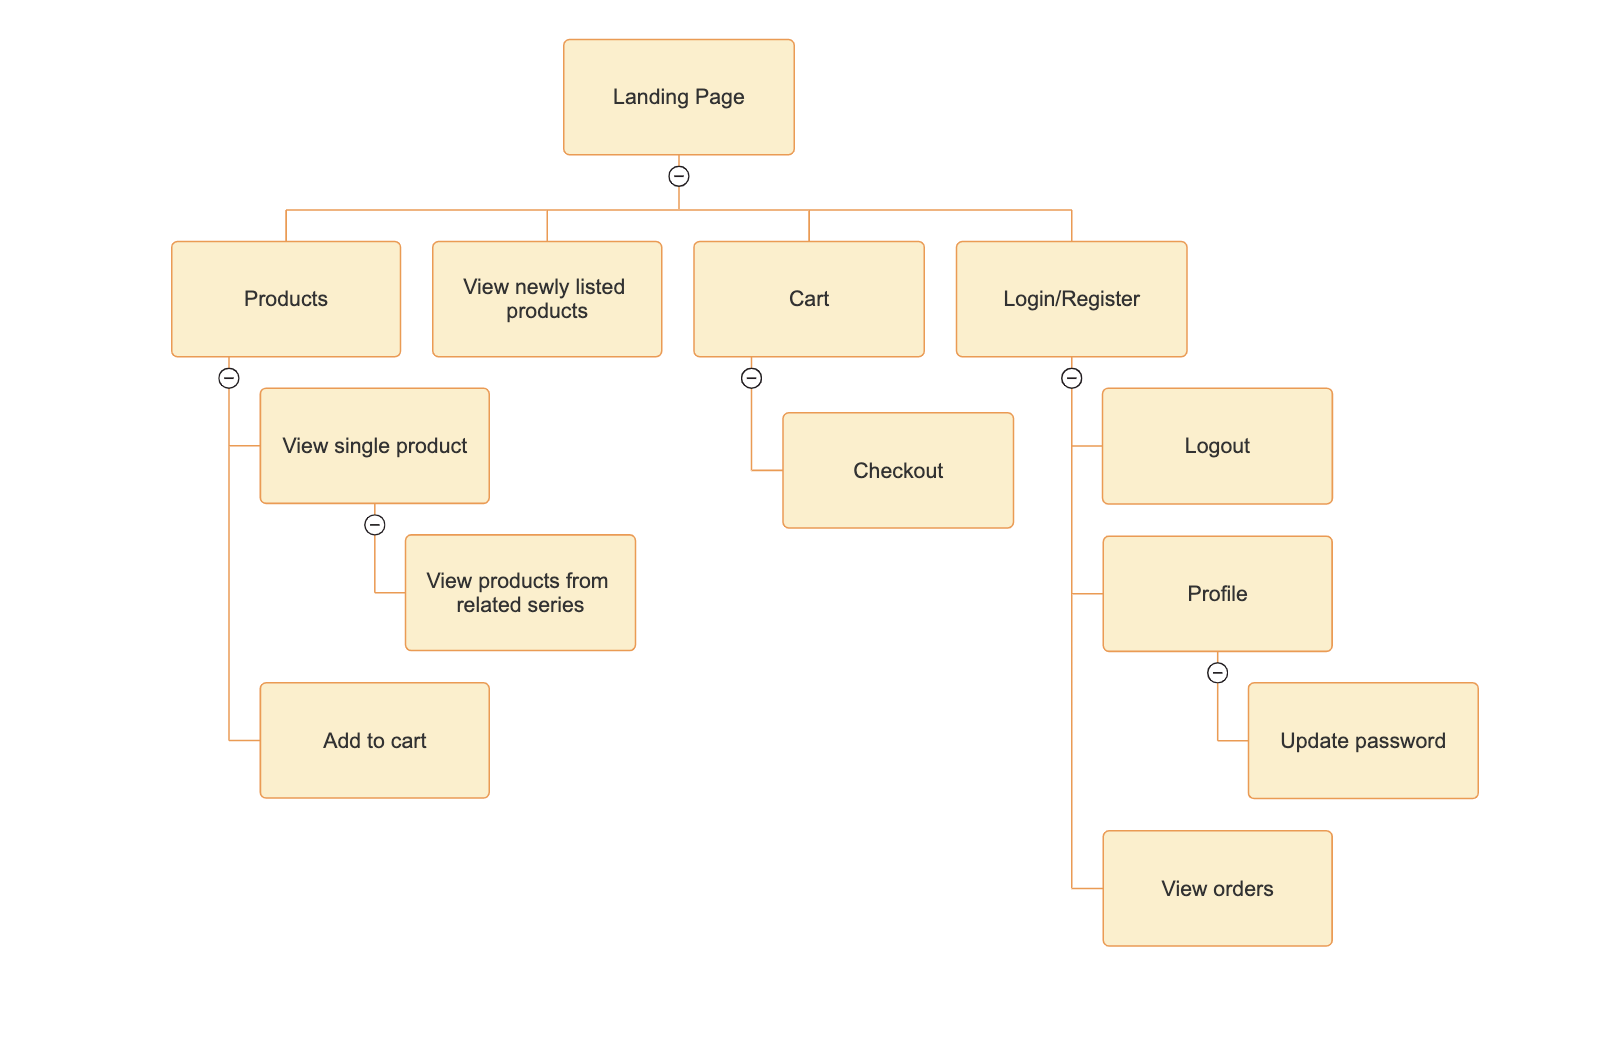 Landing Page
Products
View newly listed
products
Cart
Login/Register
View single product
Logout
Checkout
View products from
related series
Profile
Add to cart
Update password
View orders